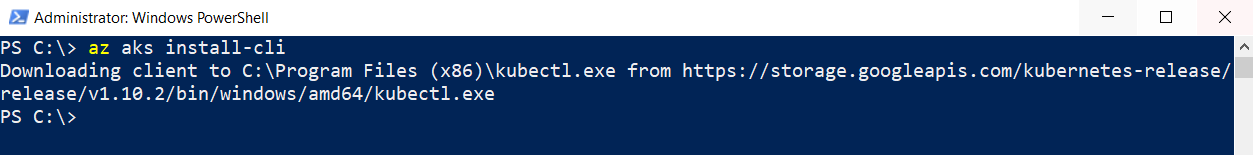 Administrator: Windows PowerShell
PS C:\> az aks install-cli
Downloading client to C:\Program Files (x86)\kubectl.exe from https://storage.googleapis.com/kubernetes-release/
release/v1.10.2/bin/windows/amd64/kubectl.exe
PS C:\>